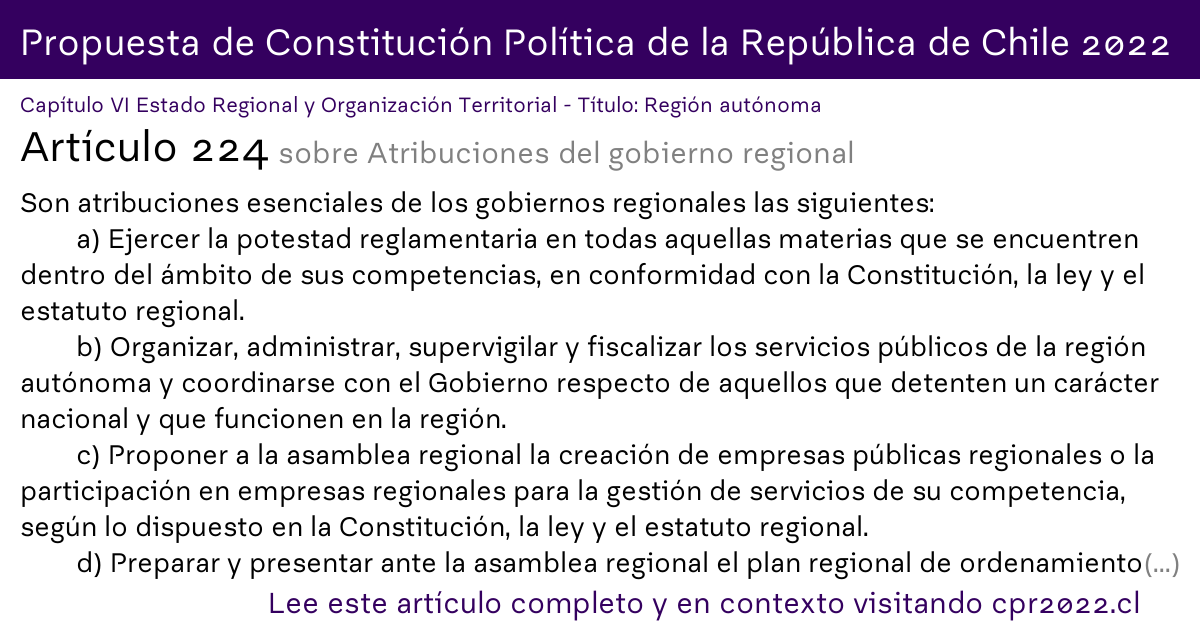 Propuesta de Constitución Política de la República de Chile 2022
Capítulo VI Estado Regional y Organización Territorial - Título: Región autónoma
Artículo 224 sobre Atribuciones del gobierno regional
Son atribuciones esenciales de los gobiernos regionales las siguientes:
a) Ejercer la potestad reglamentaria en todas aquellas materias que se encuentren
dentro del ámbito de sus competencias, en conformidad con la Constitución, la ley y el
estatuto regional.
b) Organizar, administrar, supervigilar y fiscalizar los servicios públicos de la región
autónoma y coordinarse con el Gobierno respecto de aquellos que detenten un carácter
nacional y que funcionen en la región.
c) Proponer a la asamblea regional la creación de empresas públicas regionales o la
participación en empresas regionales para la gestión de servicios de su competencia,
según lo dispuesto en la Constitución, la ley y el estatuto regional.
d) Preparar y presentar ante la asamblea regional el plan regional de ordenamiento(...)
Lee este artículo completo y en contexto visitando cpr2022.cl